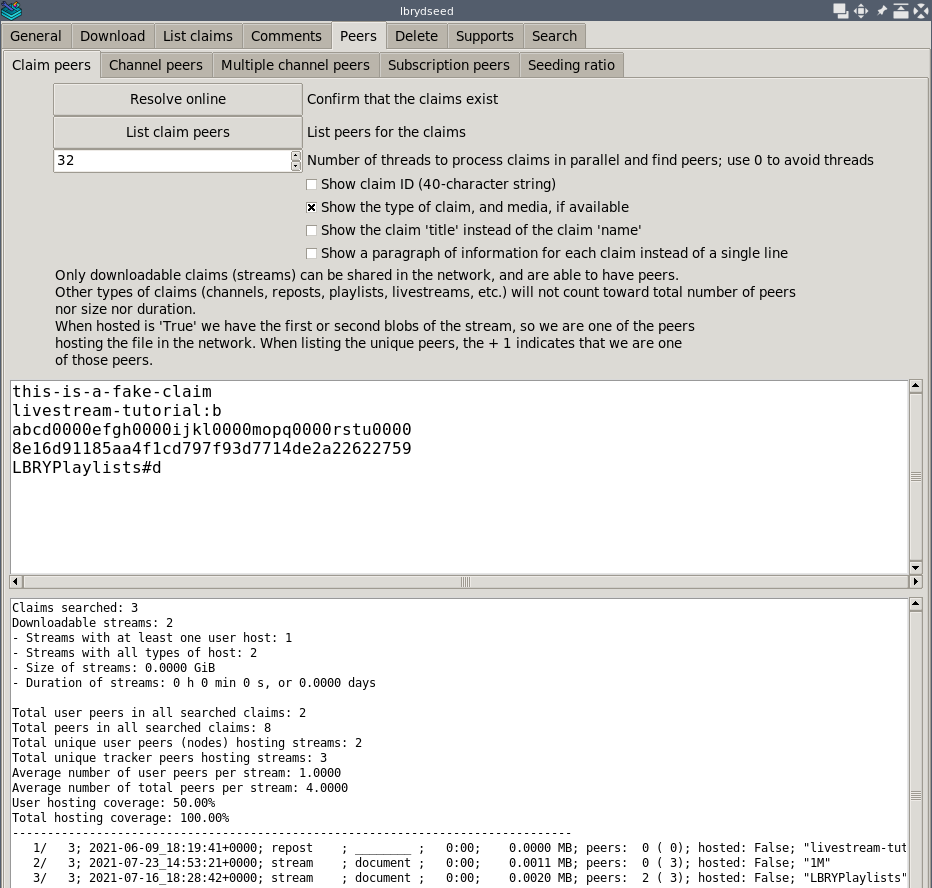 lbrydseed
General Download List claims Comments Peers Delete Supports Search
Claim peers Channel peers Multiple channel peers Subscription peers Seeding ratio
Resolve online Confirm that the claims exist
List claim peers List peers for the claims
32 Number of threads to process claims in parallel and find peers; use 0 to avoid threads
Show claim ID (40-character string)
Show the type of claim, and media, if available
Show the claim 'title' instead of the claim 'name'
Show a paragraph of information for each claim instead of a single line
Only downloadable claims (streams) can be shared in the network, and are able to have peers.
Other types of claims (channels, reposts, playlists, livestreams, etc.) will not count toward total number of peers
nor size nor duration.
When hosted is 'True' we have the first or second blobs of the stream, so we are one of the peers
hosting the file in the network. When listing the unique peers, the + 1 indicates that we are one
of those peers.
this-is-a-fake-claim
livestream-tutorial:b
abcd0000efgh0000ijkl0000mopq0000rstu0000
8e16d91185aa4f1cd797f93d7714de2a22622759
LBRYPlaylists#d
Claims searched: 3
Downloadable streams: 2
- Streams with at least one user host: 1
- Streams with all types of host: 2
- Size of streams: 0.0000 GiB
- Duration of streams: 0 h 0 min 0 s, or 0.0000 days
Total user peers in all searched claims: 2
Total peers in all searched claims: 8
Total unique user peers (nodes) hosting streams: 2
Total unique tracker peers hosting streams: 3
Average number of user peers per stream: 1.0000
Average number of total peers per stream: 4.0000
User hosting coverage: 50.00%
Total hosting coverage: 100.00%
--------------------------------------------------------------------------------
1/ 3; 2021-06-09_18:19:41+0000; repost ; ________ ; 0:00; 0.0000 MB; peers: 0 ( 0); hosted: False; "livestream-tut
2/ 3; 2021-07-23_14:53:21+0000; stream ; document ; 0:00; 0.0011 MB; peers: 0 ( 3); hosted: False; "1M"
3/ 3; 2021-07-16_18:28:42+0000; stream ; document ; 0:00; 0.0020 MB; peers: 2 ( 3); hosted: False; "LBRYPlaylists"